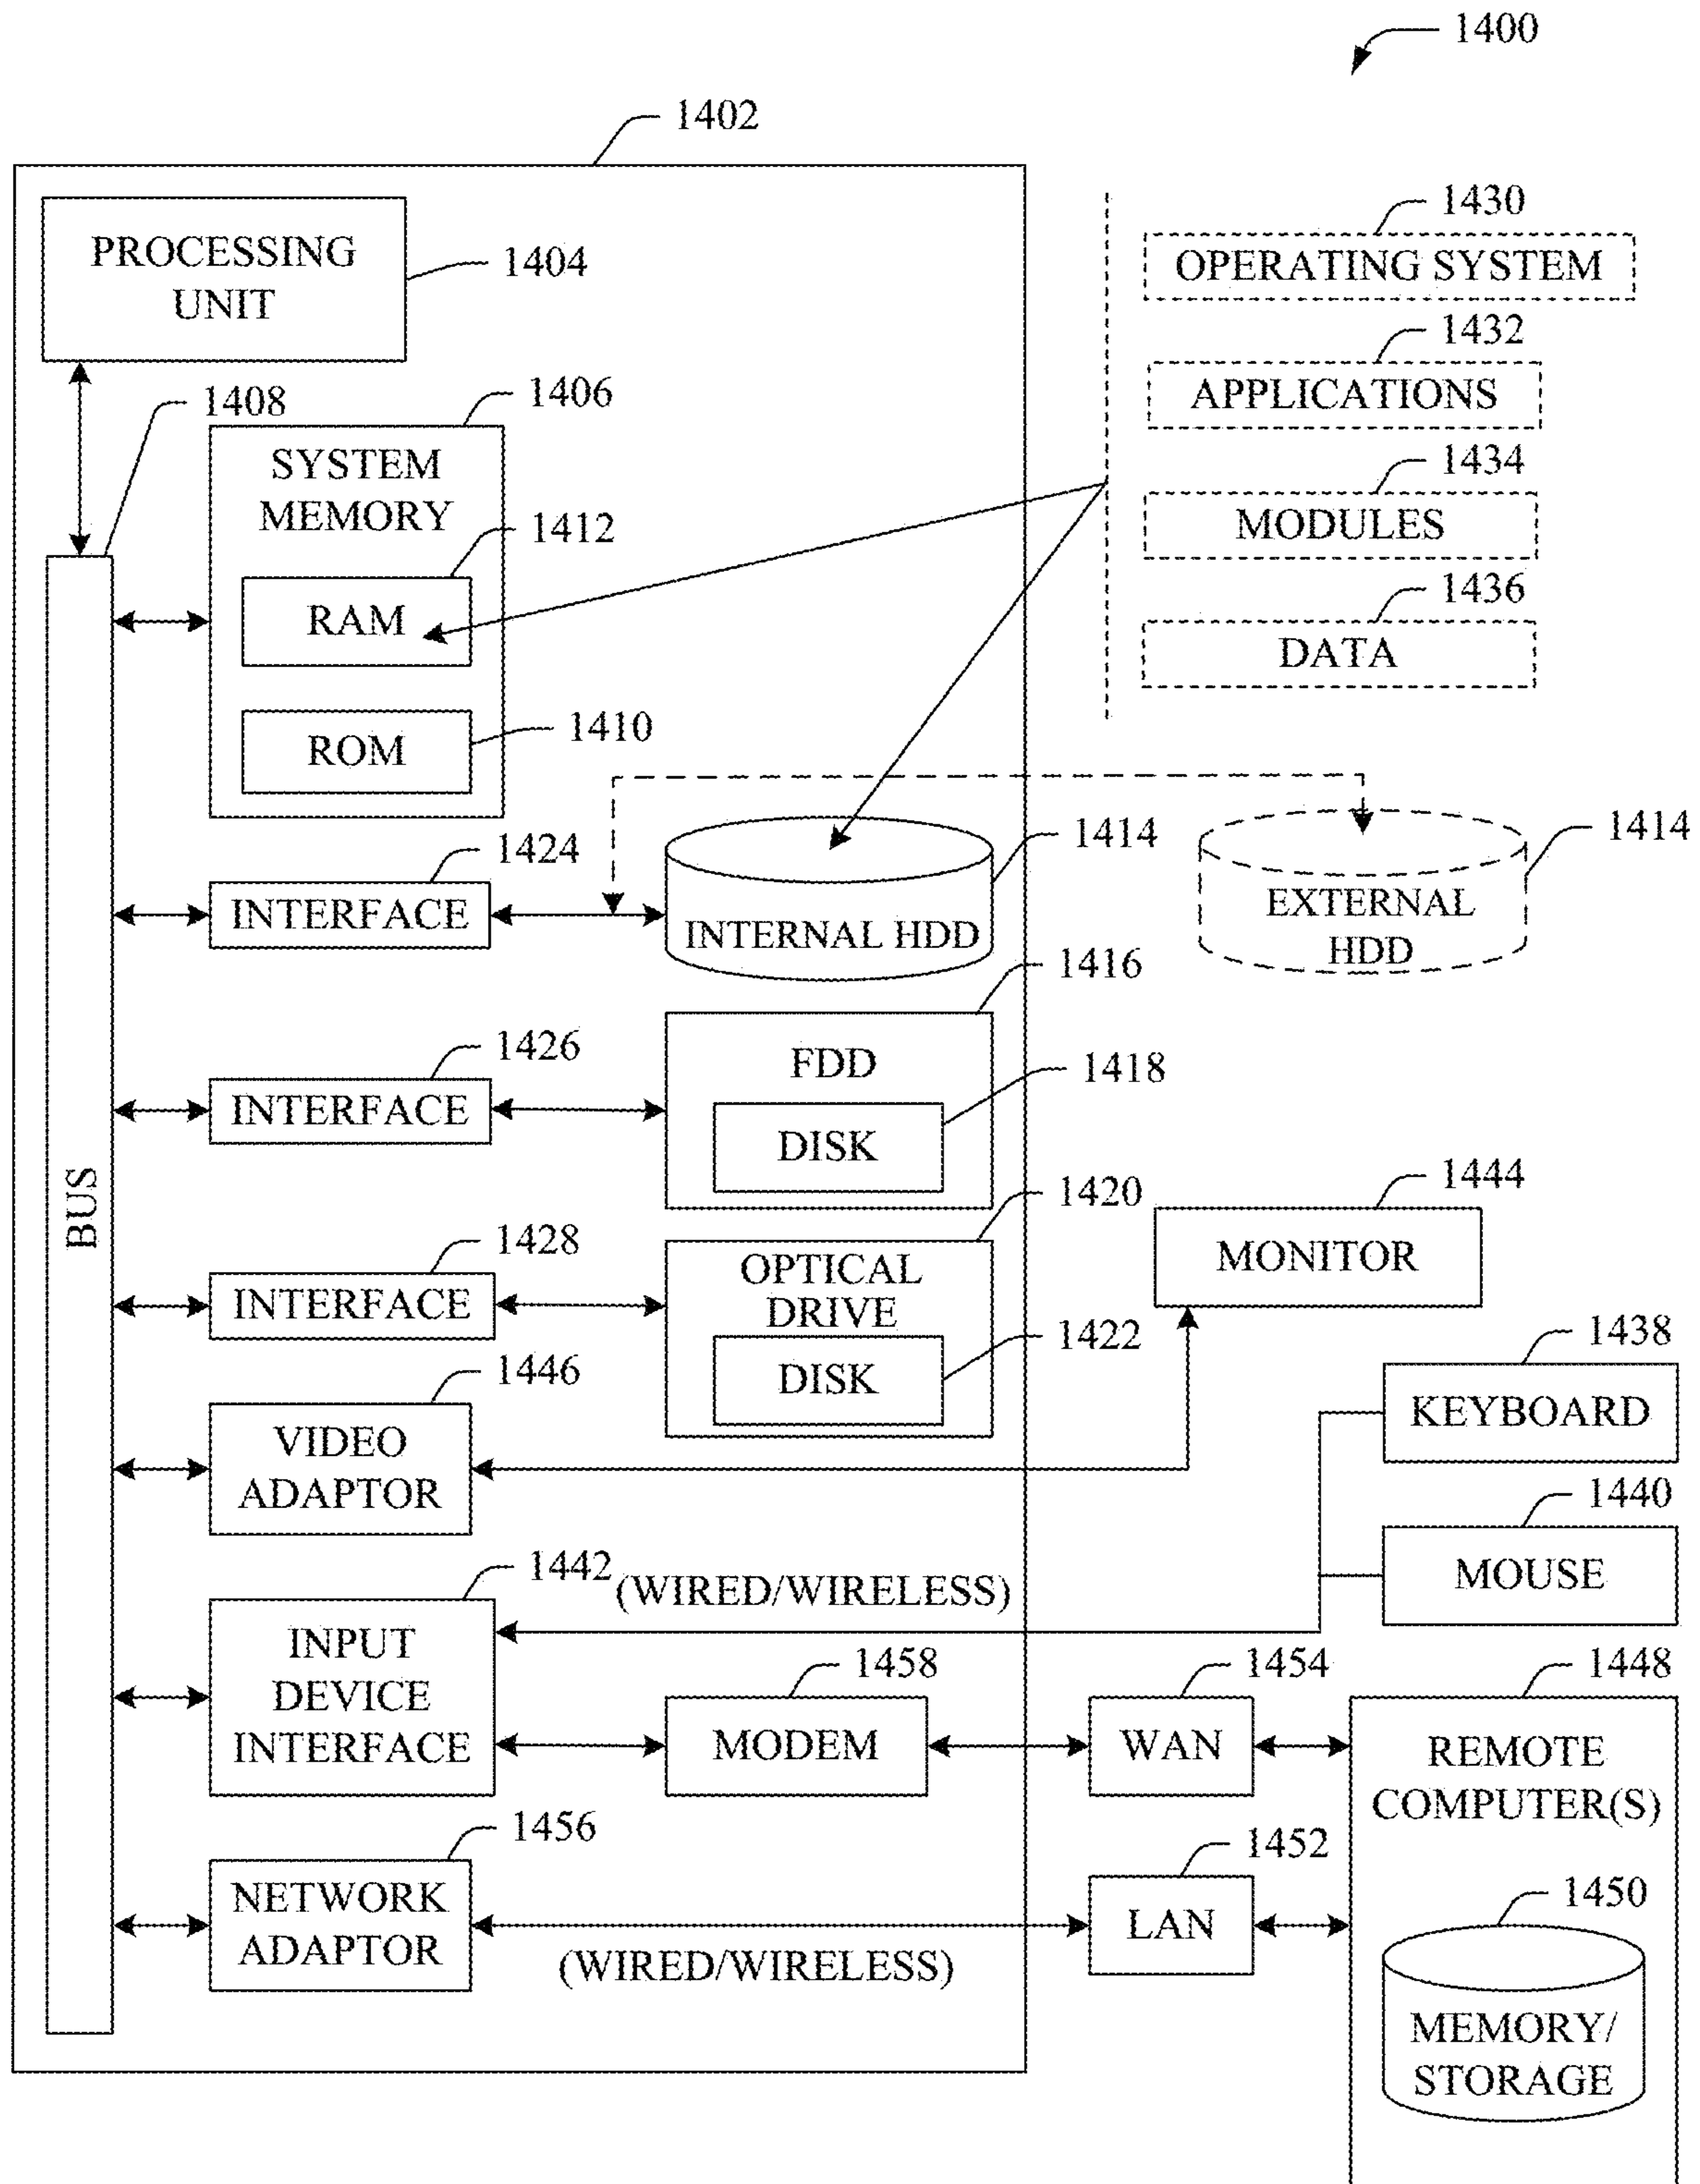 1400
1402
PROCESSING
UNIT
1404
1430
OPERATING SYSTEM
1432
APPLICATIONS
1434
MODULES
1436
DATA
1408
1406
SYSTEM
MEMORY
1412
RAM
1410
ROM
BUS
1424
INTERFACE
1414
INTERNAL HDD
1414
EXTERNAL
HDD
1426
INTERFACE
1416
FDD
1418
DISK
1428
INTERFACE
1420
OPTICAL
DRIVE
1422
DISK
1444
MONITOR
1446
VIDEO
ADAPTOR
1438
KEYBOARD
1440
MOUSE
1442
(WIRED/WIRELESS)
INPUT
DEVICE
INTERFACE
1458
MODEM
1454
WAN
1448
REMOTE
COMPUTER(S)
1456
NETWORK
ADAPTOR
(WIRED/WIRELESS)
1452
LAN
1450
MEMORY/
STORAGE